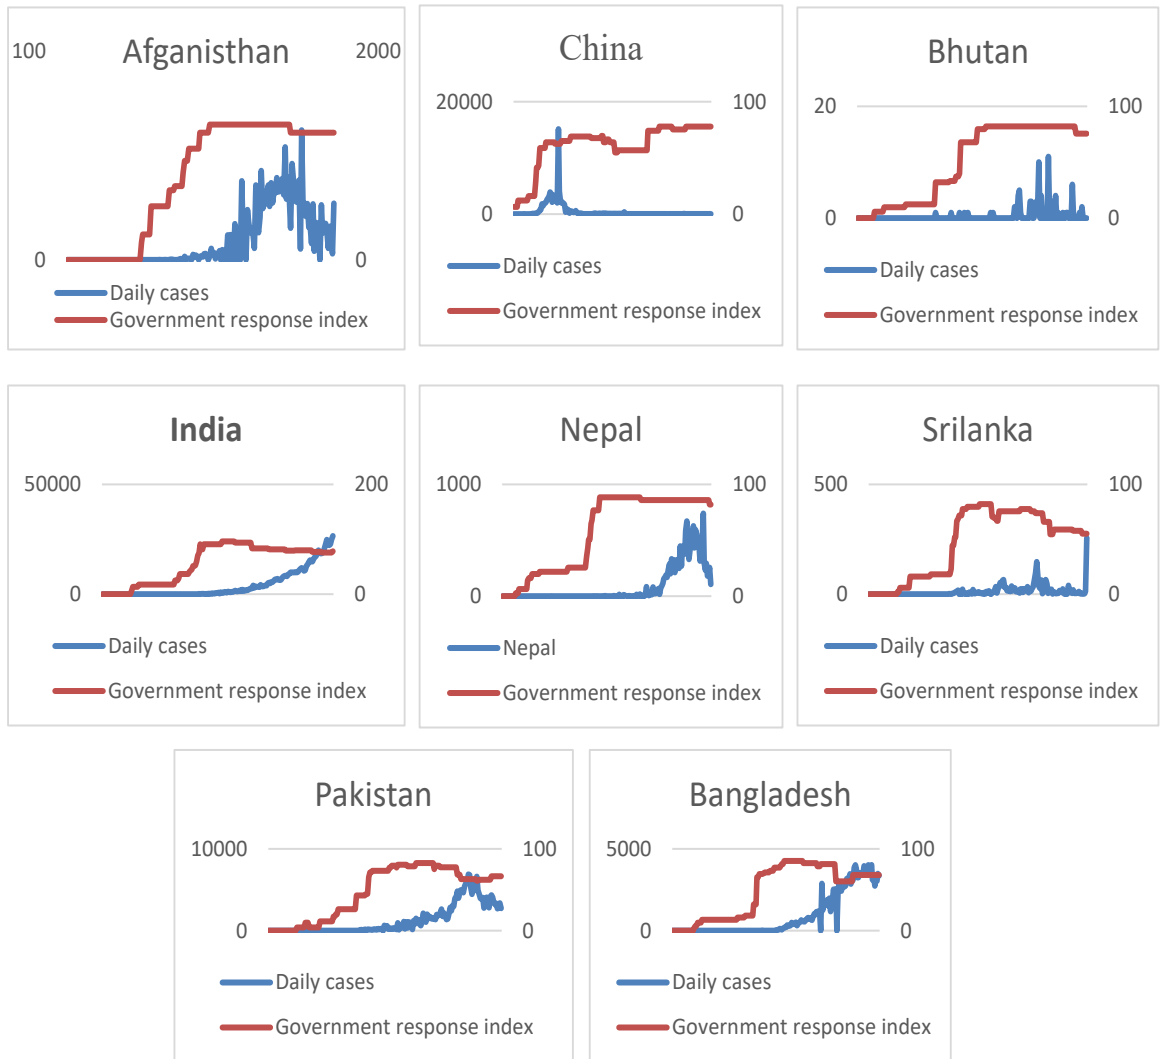 Afganisthan
100
2000
0
0
Daily cases
Government response index
China
20000
100
0
0
Daily cases
Government response index
Bhutan
20
100
0
0
Daily cases
Government response index
India
50000
200
0
0
Daily cases
Government response index
Nepal
1000
100
0
0
Nepal
Government response index
Srilanka
500
100
0
0
Daily cases
Government response index
Pakistan
10000
100
0
0
Daily cases
Government response index
Bangladesh
5000
100
0
0
Daily cases
Government response index